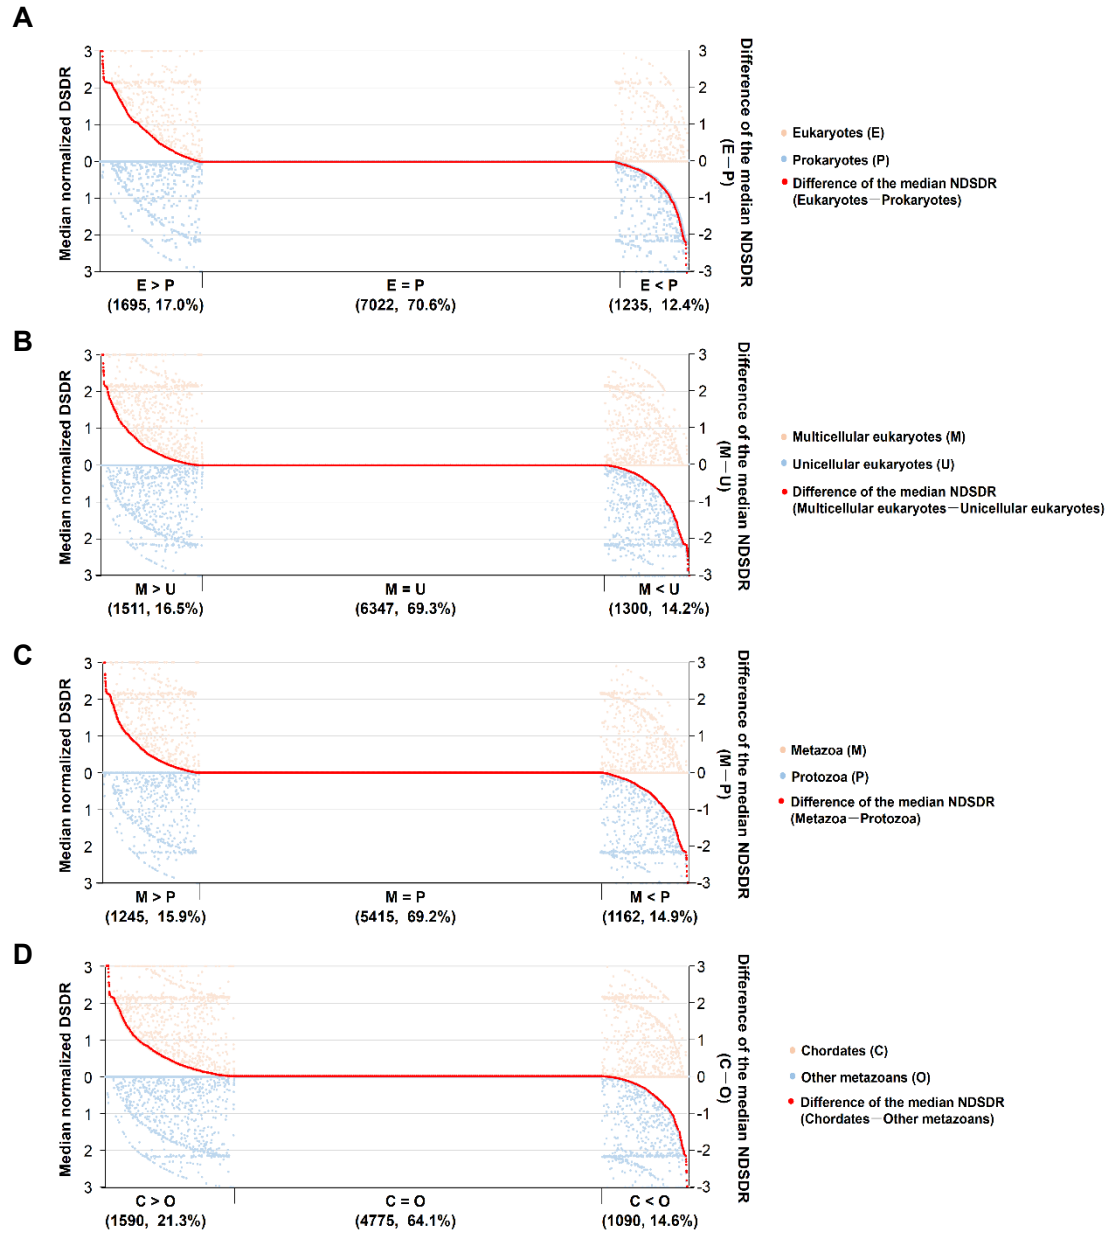 A
Median normalized DSDR
3
2
1
0
1
2
3
3
2
1
0
-1
-2
-3
Difference of the median NDSDR
(E—P)
Eukaryotes (E)
Prokaryotes (P)
Difference of the median NDSDR
(Eukaryotes—Prokaryotes)
E > P
(1695, 17.0%)
E = P
(7022, 70.6%)
E < P
(1235, 12.4%)
B
Median normalized DSDR
3
2
1
0
1
2
3
3
2
1
0
-1
-2
-3
Difference of the median NDSDR
(M—U)
Multicellular eukaryotes (M)
Unicellular eukaryotes (U)
Difference of the median NDSDR
(Multicellular eukaryotes—Unicellular eukaryotes)
M > U
(1511, 16.5%)
M = U
(6347, 69.3%)
M < U
(1300, 14.2%)
C
Median normalized DSDR
3
2
1
0
1
2
3
3
2
1
0
-1
-2
-3
Difference of the median NDSDR
(M—P)
Metazoa (M)
Protozoa (P)
Difference of the median NDSDR
(Metazoa—Protozoa)
M > P
(1245, 15.9%)
M = P
(5415, 69.2%)
M < P
(1162, 14.9%)
D
Median normalized DSDR
3
2
1
0
1
2
3
3
2
1
0
-1
-2
-3
Difference of the median NDSDR
(C—O)
Chordates (C)
Other metazoans (O)
Difference of the median NDSDR
(Chordates—Other metazoans)
C > O
(1590, 21.3%)
C = O
(4775, 64.1%)
C < O
(1090, 14.6%)